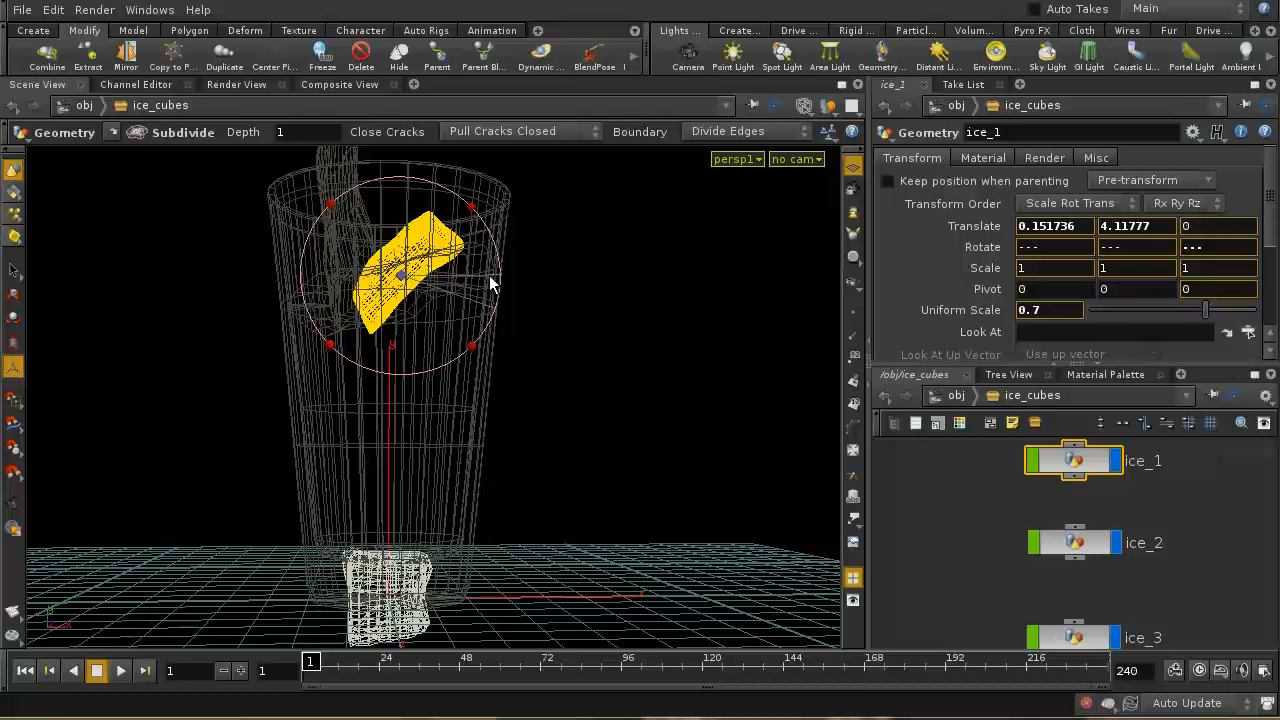 File Edit Render Windows Help Auto Takes Main
Create Modify Model Polygon Deform Texture Character Auto Rigs Animation Lights ... Create... Drive ... Rigid ... Particl... Volum... Pyro FX Cloth Wires Fur Drive ...
Combine Extract Mirror Copy to P... Duplicate Center Pi... Freeze Delete Hide Parent Parent Bl... Dynamic ... BlendPose Camera Point Light Spot Light Area Light Geometry... Distant Li... Environm... Sky Light GI Light Caustic Li... Portal Light Ambient L
Scene View Channel Editor Render View Composite View ice_1 Take List
obj ice_cubes obj ice_cubes
Geometry Subdivide Depth 1 Close Cracks Pull Cracks Closed Boundary Divide Edges Geometry ice_1
persp1 no cam
Transform Material Render Misc
Keep position when parenting Pre-transform
Transform Order Scale Rot Trans Rx Ry Rz
Translate 0.151736 4.11777 0
Rotate --- --- ---
Scale 1 1 1
Pivot 0 0 0
Uniform Scale 0.7
Look At
Look At Up Vector Use up vector
/obj/ice_cubes Tree View Material Palette
obj ice_cubes
ice_1
ice_2
ice_3
1 1 1 24 48 72 96 120 144 168 192 216 240
Auto Update